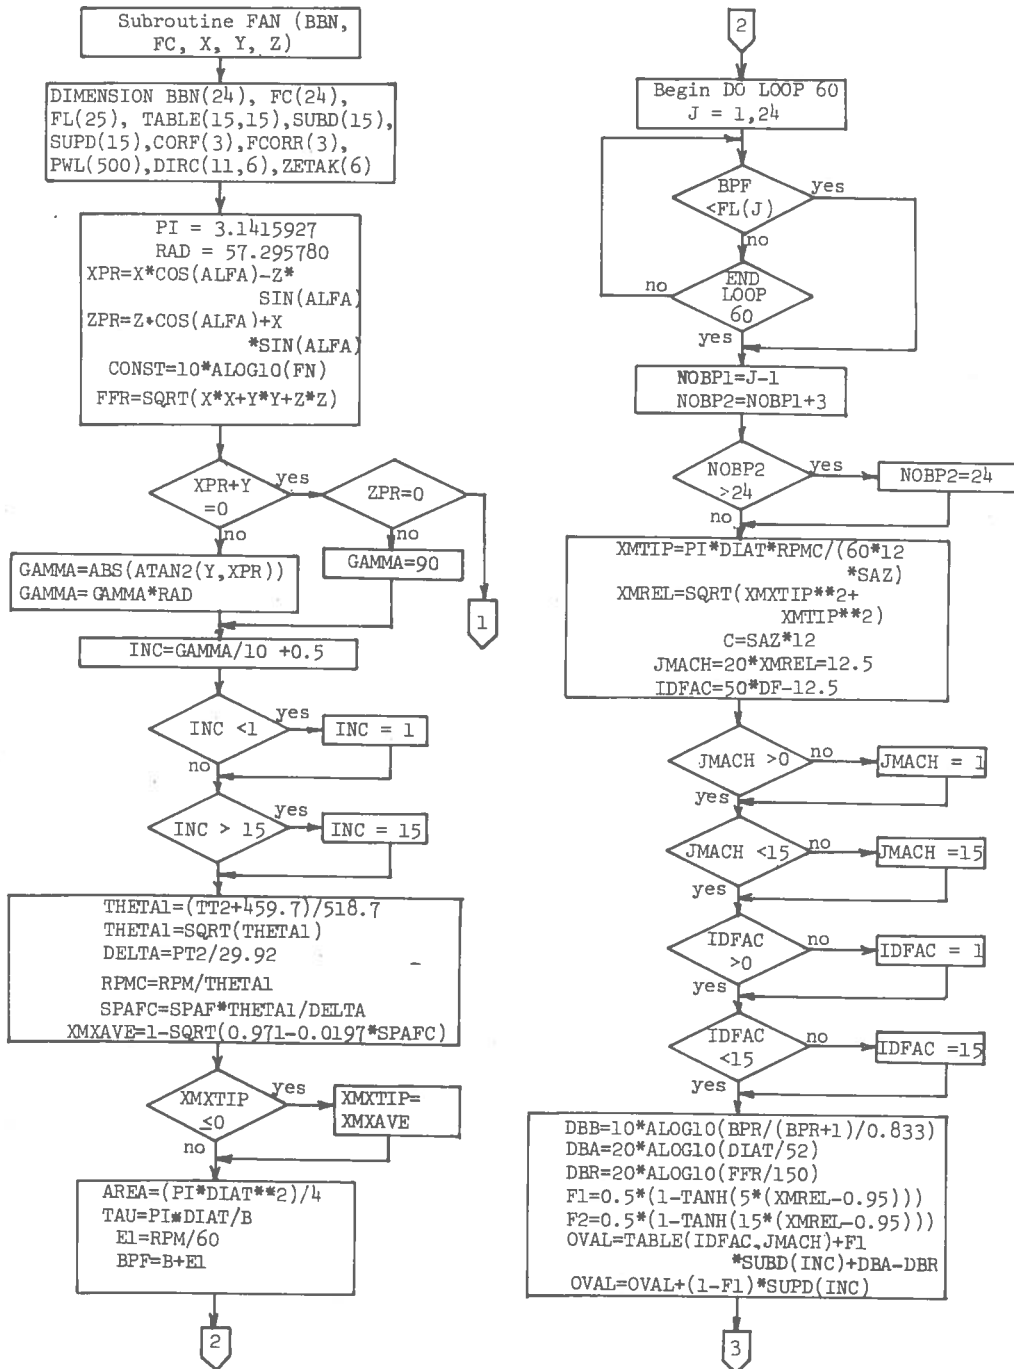 Subroutine FAN (BBN,
FC, X, Y, Z)
DIMENSION BBN(24), FC(24),
FL(25), TABLE(15,15),SUBD(15),
SUPD(15),CORF(3),FCORR(3),
PWL(500),DIRC(11,6),ZETAK(6)
PI = 3.1415927
RAD = 57.295780
XPR=X*COS(ALFA)-Z*
SIN(ALFA)
ZPR=Z*COS(ALFA)+X
*SIN(ALFA)
CONST=10*ALOG10(FN)
FFR=SQRT(X*X+Y*Y+Z*Z)
XPR+Y
=0
yes
no
ZPR=0
no
GAMMA=ABS(ATAN2(Y,XPR))
GAMMA=GAMMA*RAD
GAMMA=90
1
INC=GAMMA/10 +0.5
INC <1
yes
INC = 1
no
INC > 15
yes
INC = 15
THETA1=(TT2+459.7)/518.7
THETA1=SQRT(THETA1)
DELTA=PT2/29.92
RPMC=RPM/THETA1
SPAFC=SPAF*THETA1/DELTA
XMXAVE=1-SQRT(0.971-0.0197*SPAFC)
XMXTIP
≤0
yes
XMXTIP=
XMXAVE
no
AREA=(PI*DIAT**2)/4
TAU=PI*DIAT/B
E1=RPM/60
BPF=B+E1
2
2
Begin DO LOOP 60
J = 1,24
BPF
<FL(J)
yes
no
END
LOOP
60
no
yes
NOBP1=J-1
NOBP2=NOBP1+3
NOBP2
>24
yes
NOBP2=24
no
XMTIP=PI*DIAT*RPMC/(60*12
*SAZ)
XMREL=SQRT(XMXTIP**2+
XMTIP**2)
C=SAZ*12
JMACH=20*XMREL=12.5
IDFAC=50*DF-12.5
JMACH >0
no
JMACH = 1
yes
JMACH <15
no
JMACH =15
yes
IDFAC
>0
no
IDFAC = 1
yes
IDFAC
<15
no
IDFAC =15
yes
DBB=10*ALOG10(BPR/(BPR+1)/0.833)
DBA=20*ALOG10(DIAT/52)
DBR=20*ALOG10(FFR/150)
F1=0.5*(1-TANH(5*(XMREL-0.95)))
F2=0.5*(1-TANH(15*(XMREL-0.95)))
OVAL=TABLE(IDFAC,JMACH)+F1
*SUBD(INC)+DBA-DBR
OVAL=OVAL+(1-F1)*SUPD(INC)
3